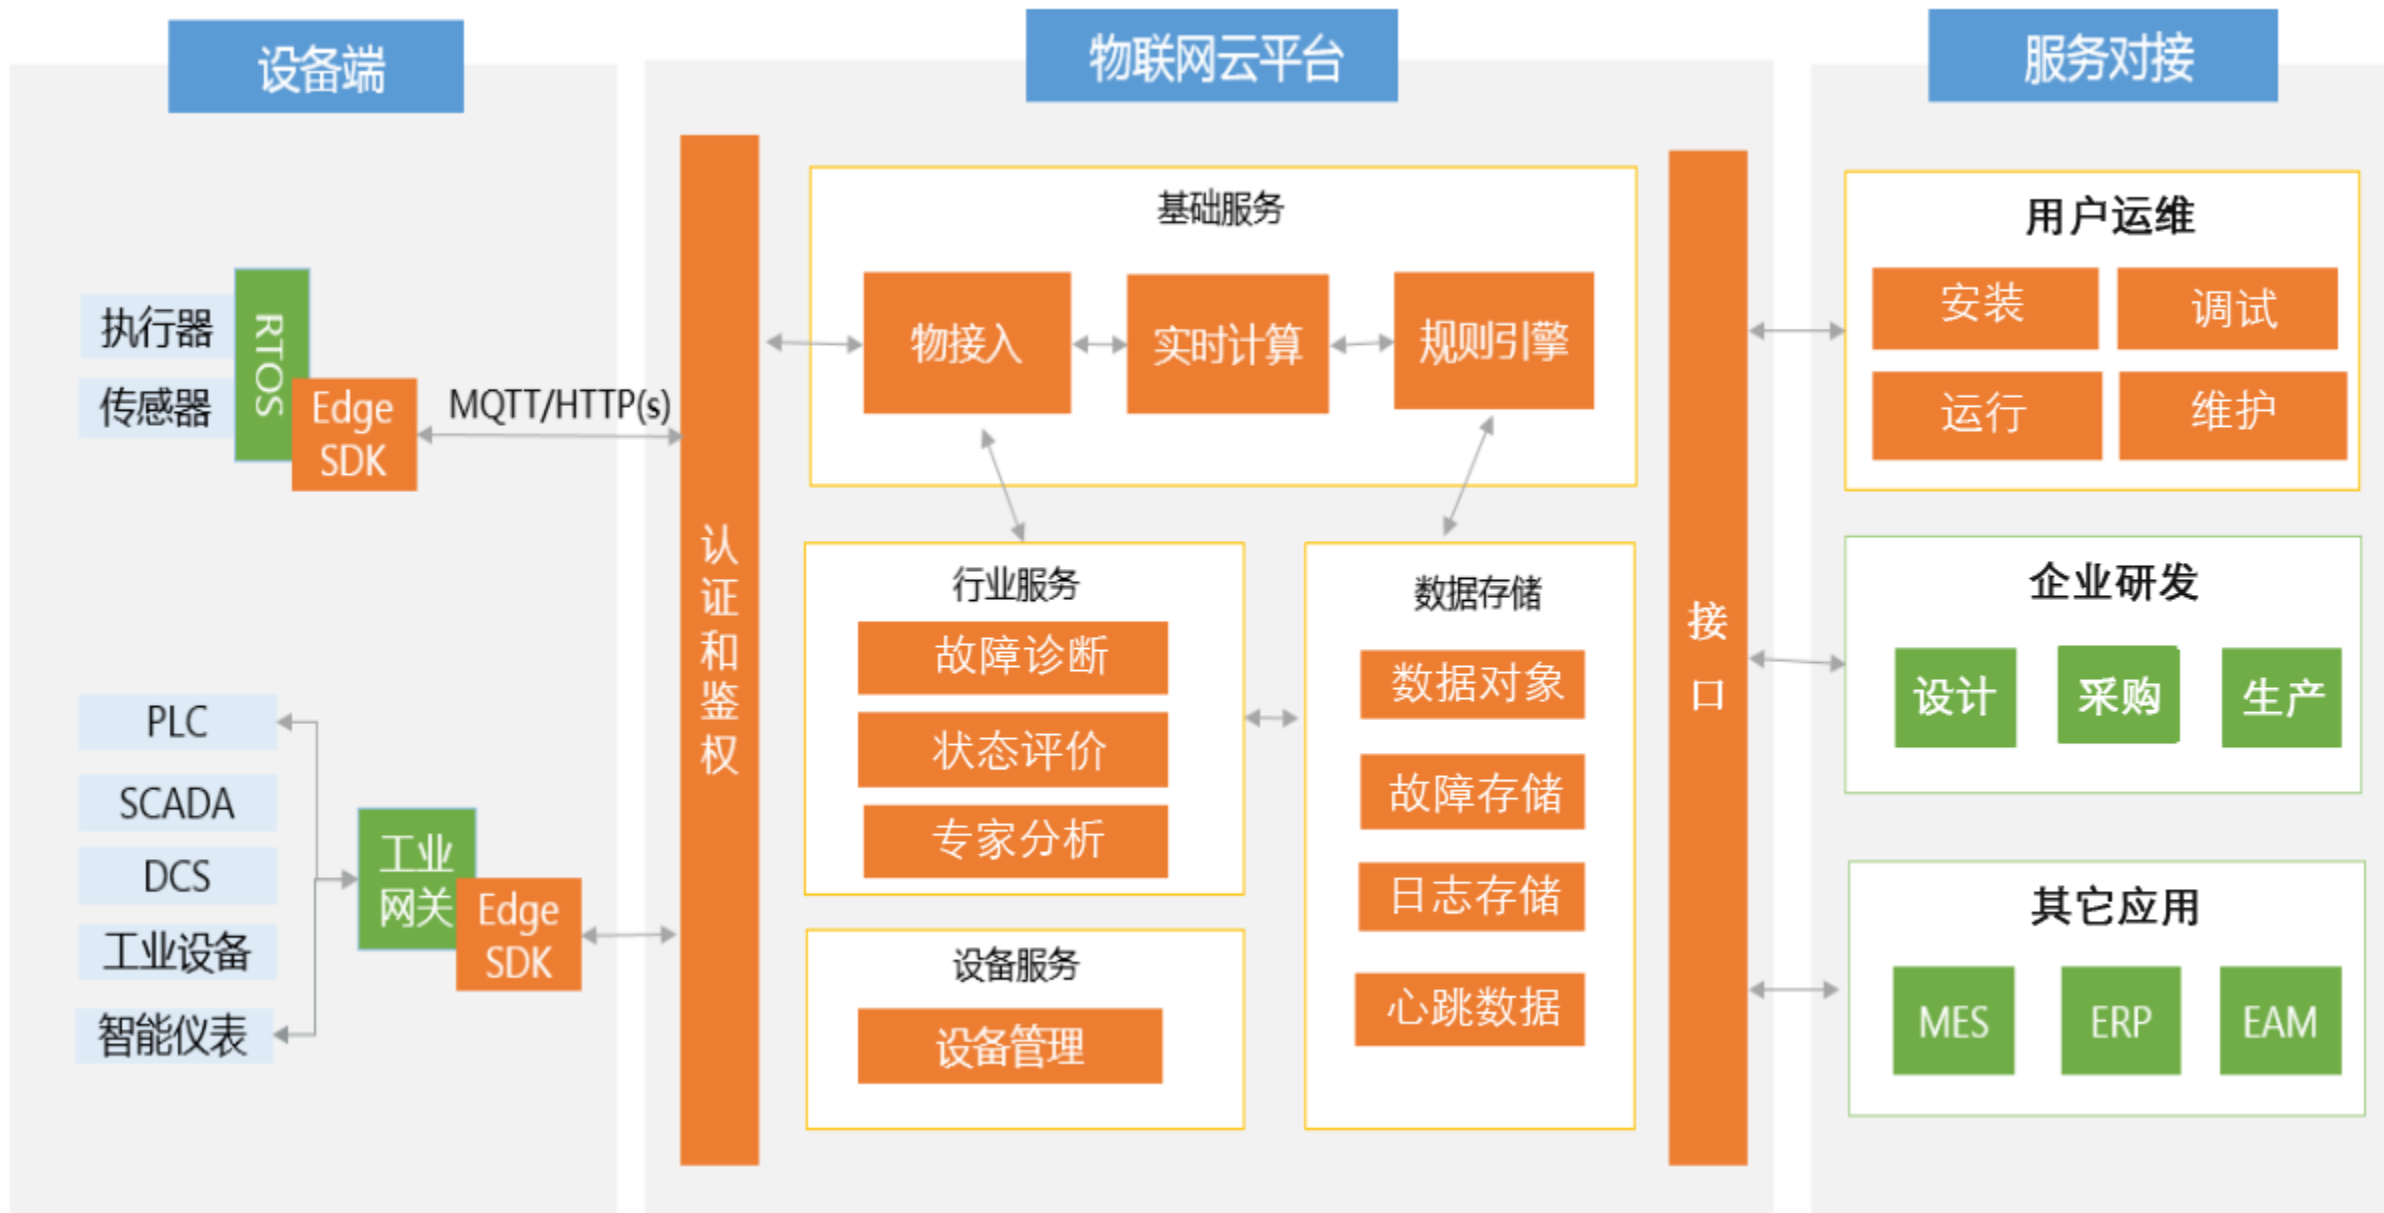 设备端
执行器
传感器
RTOS
Edge
SDK
MQTT/HTTP(s)
PLC
SCADA
DCS
工业设备
智能仪表
工业
网关
Edge
SDK
物联网云平台
认证和鉴权
基础服务
物接入
实时计算
规则引擎
行业服务
故障诊断
状态评价
专家分析
设备服务
设备管理
数据存储
数据对象
故障存储
日志存储
心跳数据
接口
服务对接
用户运维
安装
调试
运行
维护
企业研发
设计
采购
生产
其它应用
MES
ERP
EAM